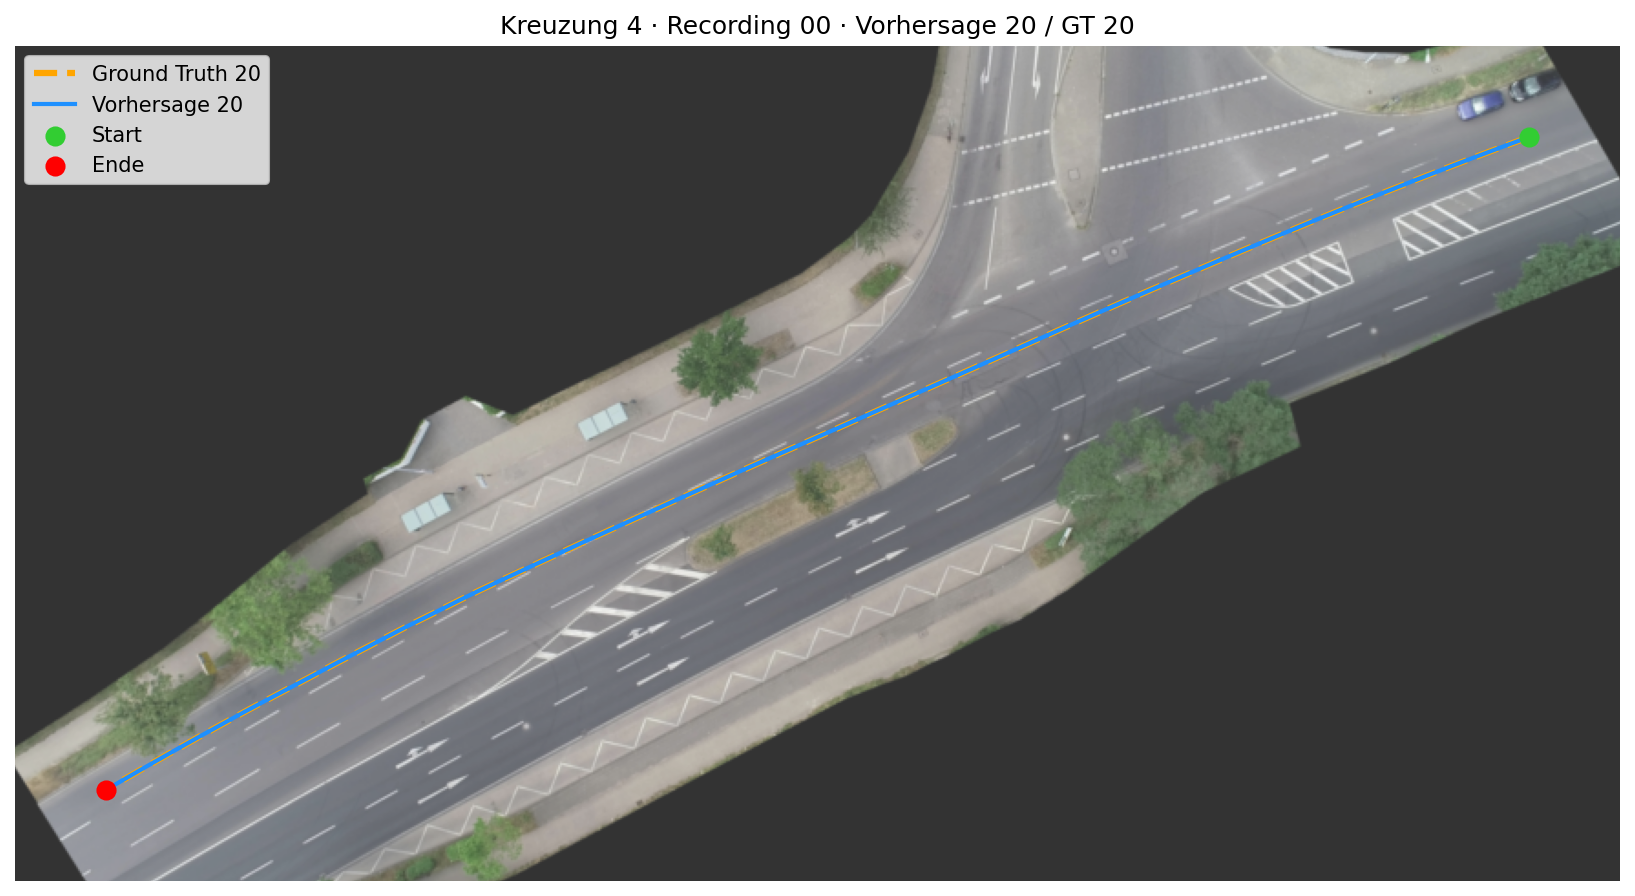 Kreuzung 4 · Recording 00 · Vorhersage 20 / GT 20
Ground Truth 20
Vorhersage 20
Start
Ende